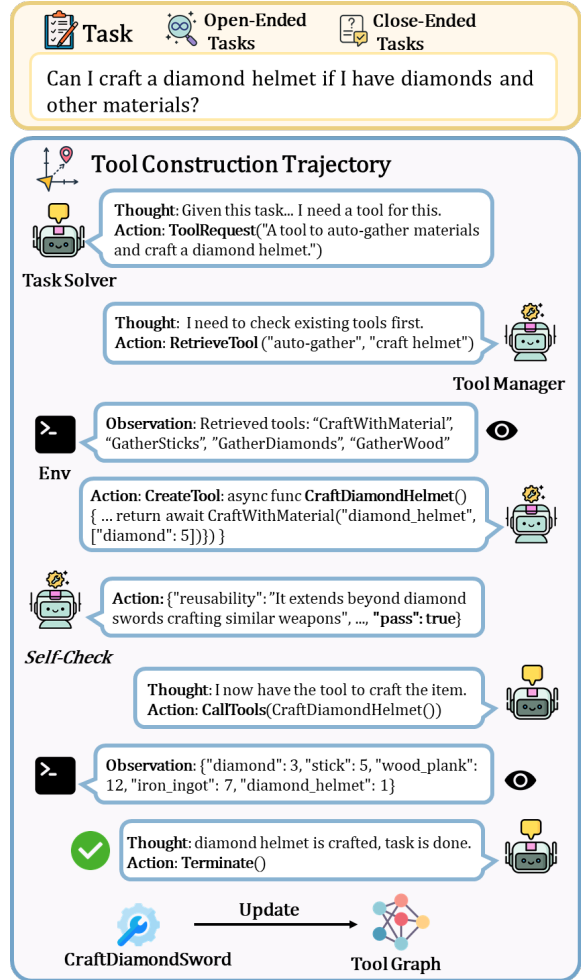 Task
Open-Ended
Tasks
Close-Ended
Tasks
Can I craft a diamond helmet if I have diamonds and
other materials?
Tool Construction Trajectory
Thought: Given this task... I need a tool for this.
Action: ToolRequest("A tool to auto-gather materials
and craft a diamond helmet.")
Task Solver
Thought:  I need to check existing tools first.
Action: RetrieveTool ("auto-gather", "craft helmet")
Tool Manager
Observation: Retrieved tools: “CraftWithMaterial”,
“GatherSticks”, ”GatherDiamonds”, “GatherWood”
Env
Action: CreateTool: async func CraftDiamondHelmet()
{ ... return await CraftWithMaterial("diamond_helmet",
["diamond": 5])}) }
Action: {"reusability":”It extends beyond diamond
swords crafting similar weapons", ..., "pass": true}
Self-Check
Thought: I now have the tool to craft the item.
Action: CallTools(CraftDiamondHelmet())
Observation: {"diamond": 3, "stick": 5, "wood_plank":
12, "iron_ingot": 7, "diamond_helmet": 1}
Thought: diamond helmet is crafted, task is done.
Action: Terminate()
Update
CraftDiamondSword
Tool Graph